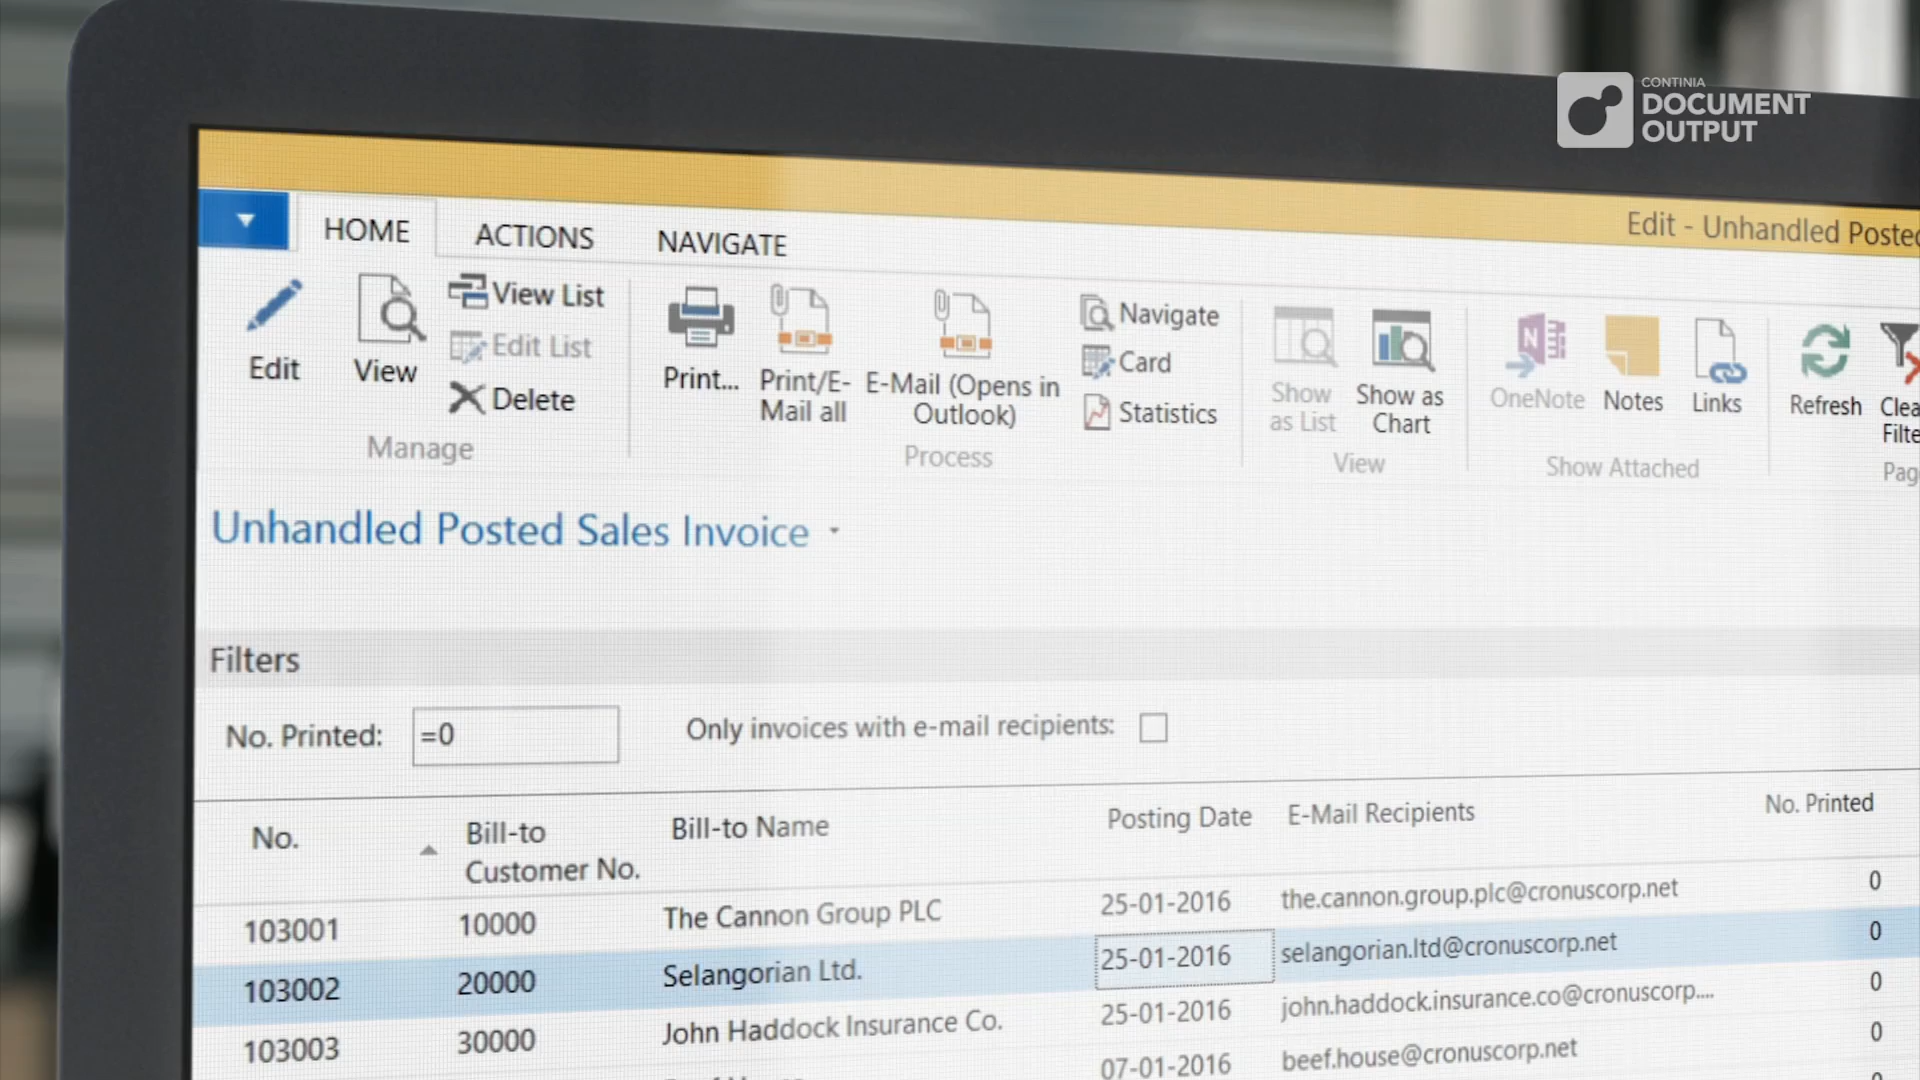 CONTINIA
DOCUMENT
OUTPUT
Edit - Unhandled Posted
HOME
ACTIONS
NAVIGATE
Edit
View
View List
Edit List
Delete
Manage
Print...
Print/E-
Mail all
E-Mail (Opens in
Outlook)
Navigate
Card
Statistics
Process
Show
as List
Show as
Chart
View
OneNote
Notes
Links
Show Attached
Refresh
Unhandled Posted Sales Invoice
Filters
No. Printed: =0 Only invoices with e-mail recipients:
No. Bill-to Customer No. Bill-to Name Posting Date E-Mail Recipients No. Printed
103001 10000 The Cannon Group PLC 25-01-2016 the.cannon.group.plc@cronuscorp.net 0
103002 20000 Selangorian Ltd. 25-01-2016 selangorian.ltd@cronuscorp.net 0
103003 30000 John Haddock Insurance Co. 25-01-2016 john.haddock.insurance.co@cronuscorp.... 0
07-01-2016 beef.house@cronuscorp.net 0